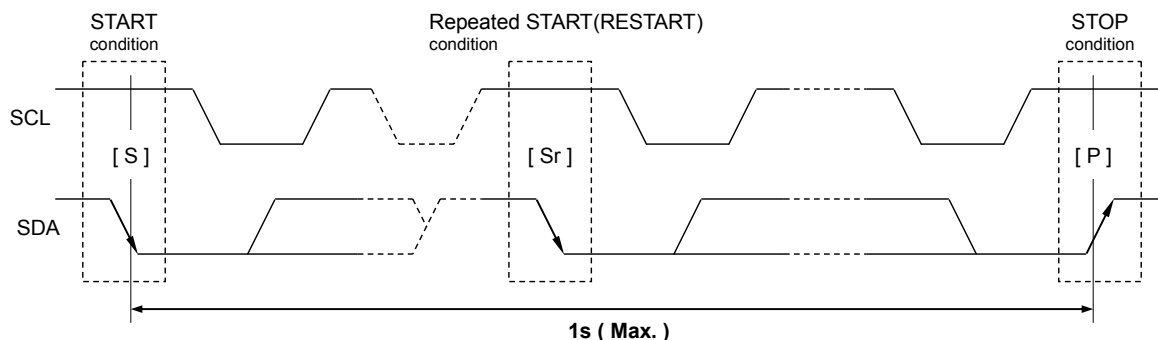 START
condition
Repeated START(RESTART)
condition
STOP
condition
SCL
[ S ]
[ Sr ]
[ P ]
SDA
1s ( Max. )